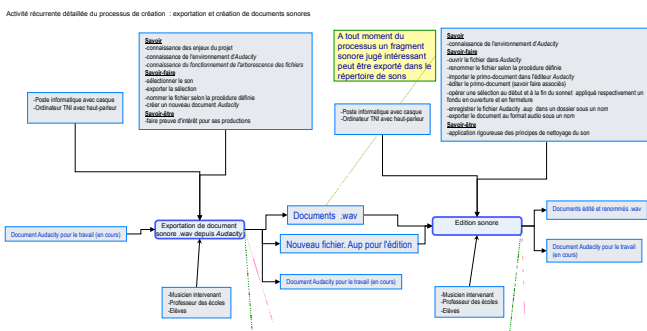 Activité récurrente détaillée du processus de création : exportation et création de documents sonores
Savoir
-connaissance des enjeux du projet
-connaissance de l'environnement d'Audacity
-connaissance du fonctionnement de l'arborescence des fichiers
Savoir-faire
-sélectionner le son
-exporter la sélection
-nommer le fichier selon la procédure définie
-créer un nouveau document Audacity
Savoir-être
-faire preuve d'intérêt pour ses productions
-Poste informatique avec casque
-Ordinateur TNI avec haut-parleur
A tout moment du
processus un fragment
sonore jugé intéressant
peut être exporté dans le
répertoire de sons
Savoir
-connaissance de l'environnement d'Audacity
Savoir-faire
-ouvrir le fichier dans Audacity
-renommer le fichier selon la procédure définie
-importer le primo-document dans l'éditeur Audacity
-éditer le primo-document (savoir faire associés)
-opérer une sélection au début et à la fin du sonnet appliqué respectivement un
fondu en ouverture et en fermeture
-enregistrer le fichier Audacity .aup dans un dossier sous un nom
-exporter le document au format audio sous un nom
Savoir-être
-application rigoureuse des principes de nettoyage du son
-Poste informatique avec casque
-Ordinateur TNI avec haut-parleur
Document Audacity pour le travail (en cours)
Exportation de document
sonore .wav depuis Audacity
Documents .wav
Nouveau fichier. Aup pour l'édition
Document Audacity pour le travail (en cours)
Edition sonore
Documents édité et renommés .wav
Document Audacity pour le travail
(en cours)
-Musicien intervenant
-Professeur des écoles
-Elèves
-Musicien intervenant
-Professeur des écoles
-Elèves